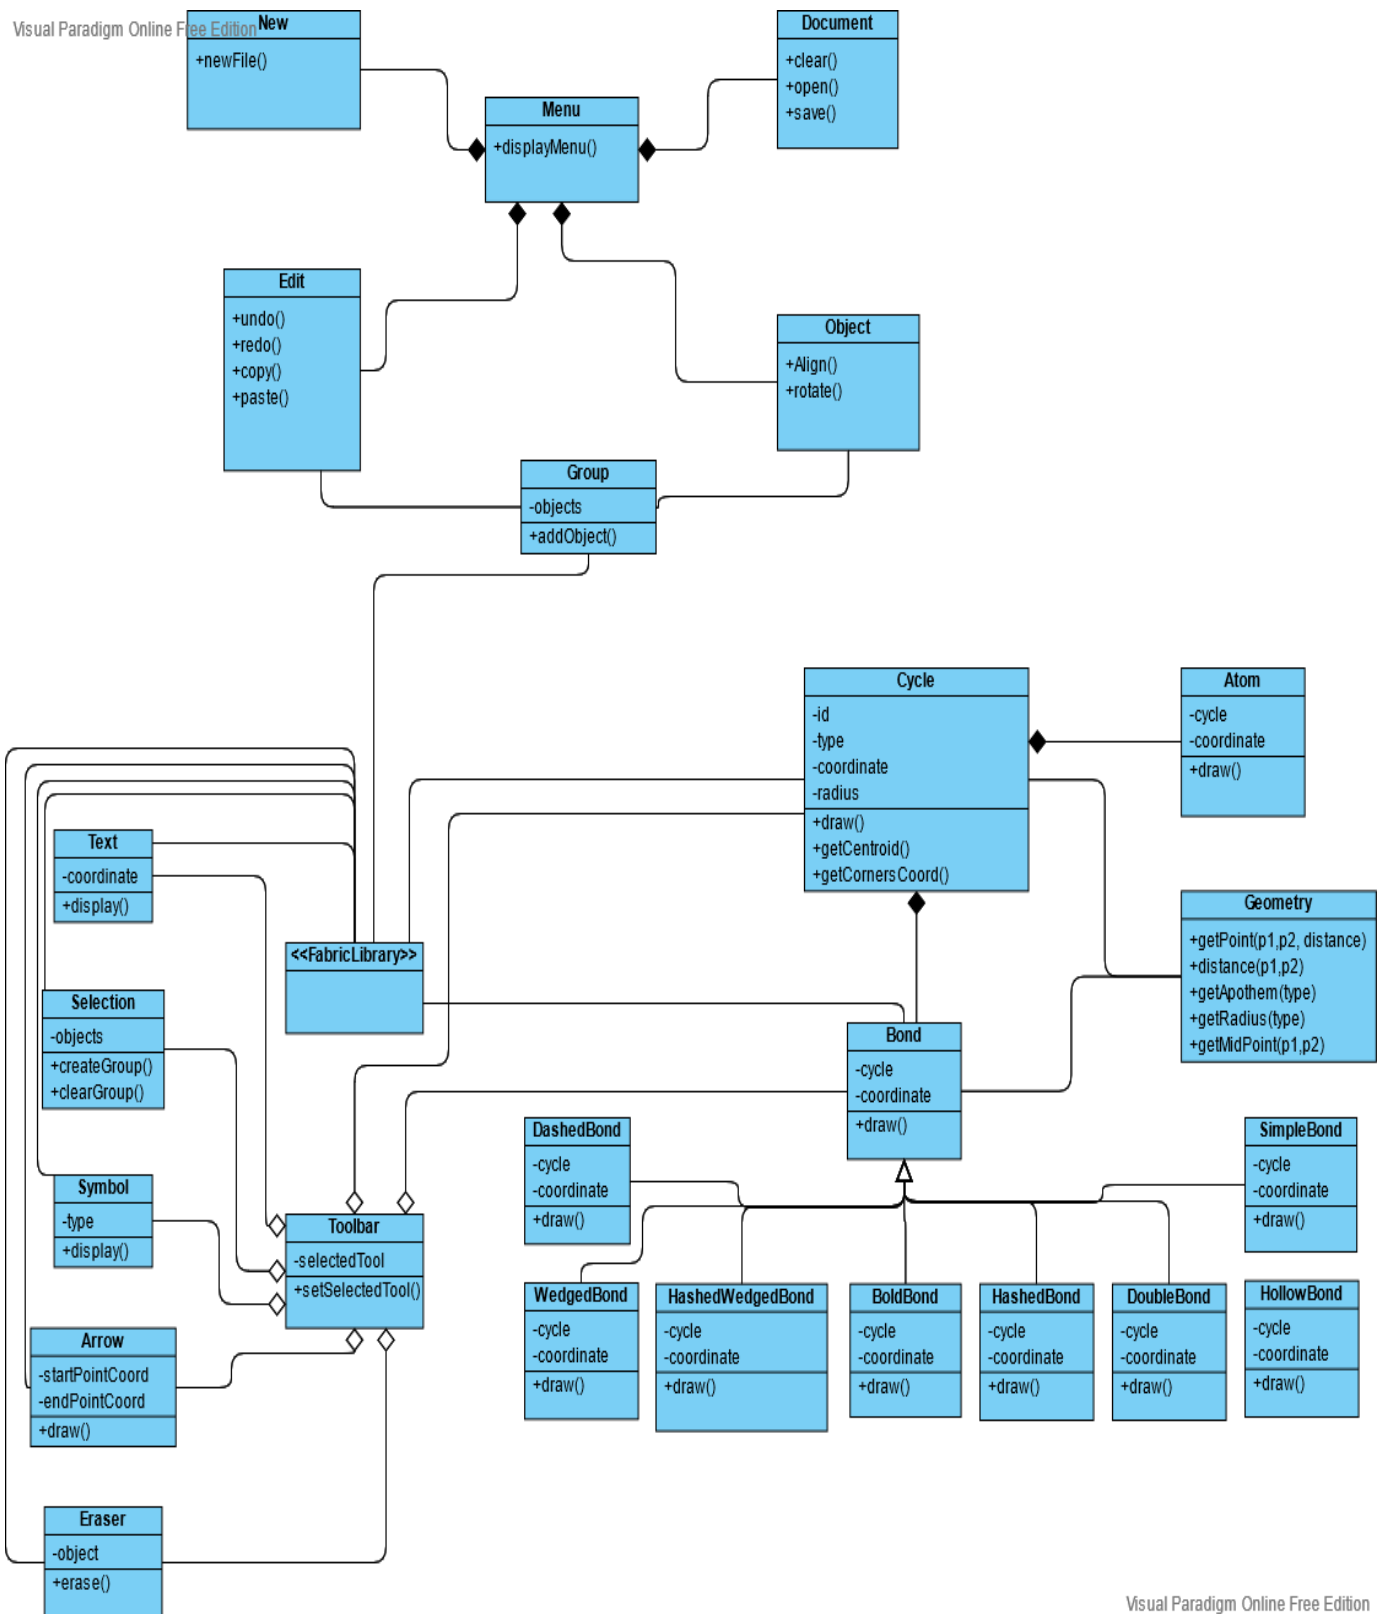 Visual Paradigm Online Free Edition
New
+newFile()
Document
+clear()
+open()
+save()
Menu
+displayMenu()
Edit
+undo()
+redo()
+copy()
+paste()
Object
+Align()
+rotate()
Group
-objects
+addObject()
Cycle
-id
-type
-coordinate
-radius
+draw()
+getCentroid()
+getCornersCoord()
Atom
-cycle
-coordinate
+draw()
Text
-coordinate
+display()
Geometry
+getPoint(p1,p2, distance)
+distance(p1,p2)
+getApothem(type)
+getRadius(type)
+getMidPoint(p1,p2)
<<FabricLibrary>>
Selection
-objects
+createGroup()
+clearGroup()
Bond
-cycle
-coordinate
+draw()
DashedBond
-cycle
-coordinate
+draw()
SimpleBond
-cycle
-coordinate
+draw()
Symbol
-type
+display()
Toolbar
-selectedTool
+setSelectedTool()
WedgedBond
-cycle
-coordinate
+draw()
HashedWedgedBond
-cycle
-coordinate
+draw()
BoldBond
-cycle
-coordinate
+draw()
HashedBond
-cycle
-coordinate
+draw()
DoubleBond
-cycle
-coordinate
+draw()
HollowBond
-cycle
-coordinate
+draw()
Arrow
-startPointCoord
-endPointCoord
+draw()
Eraser
-object
+erase()
Visual Paradigm Online Free Edition